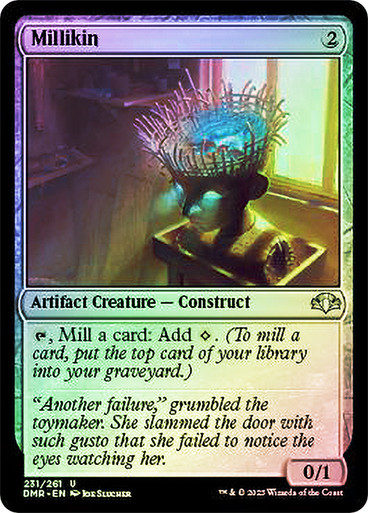 Millikin 2
Artifact Creature — Construct
, Mill a card: Add . (To mill a
card, put the top card of your library
into your graveyard.)
“Another failure,” grumbled the
toymaker. She slammed the door with
such gusto that she failed to notice the
eyes watching her.
0/1
231/261 U
DMR • EN Joe Slucher
™ & © 2023 Wizards of the Coast